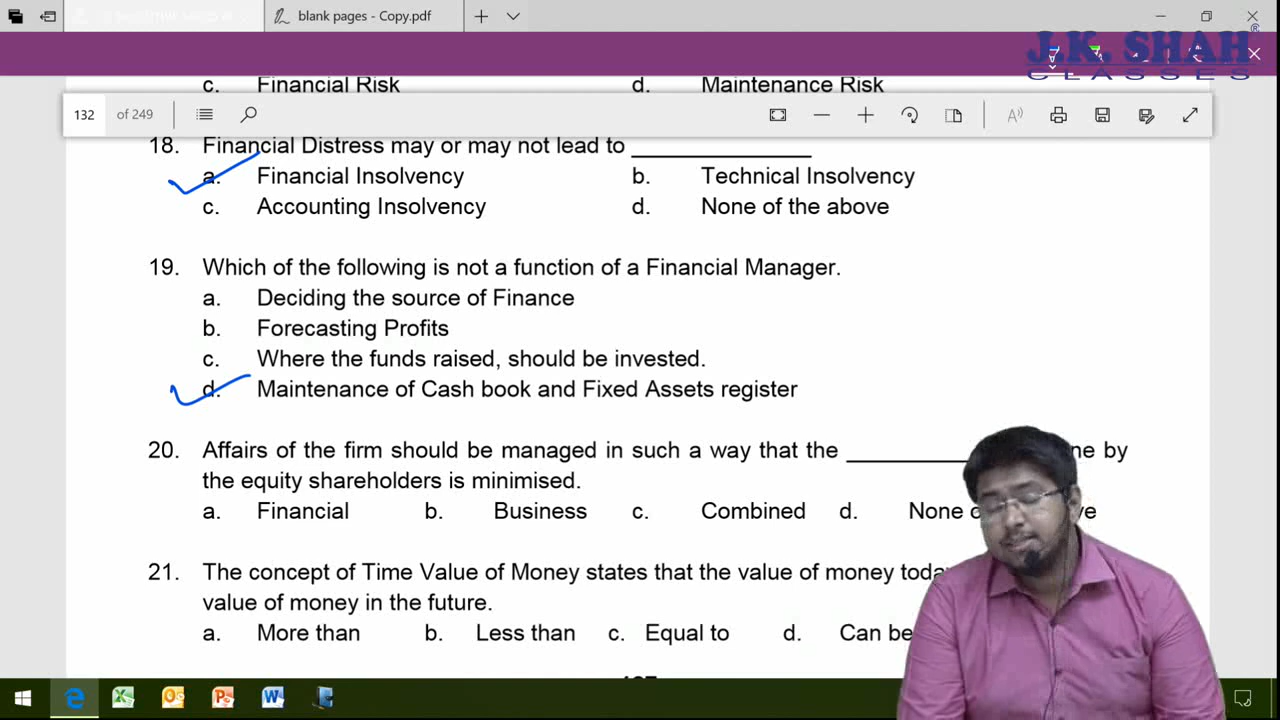 blank pages - Copy.pdf
J.K. SHAH®
CLASSES
c. Financial Risk d. Maintenance Risk
132 of 249
18. Financial Distress may or may not lead to ______________
a. Financial Insolvency b. Technical Insolvency
c. Accounting Insolvency d. None of the above
19. Which of the following is not a function of a Financial Manager.
a. Deciding the source of Finance
b. Forecasting Profits
c. Where the funds raised, should be invested.
d. Maintenance of Cash book and Fixed Assets register
20. Affairs of the firm should be managed in such a way that the __________ by
the equity shareholders is minimised.
a. Financial b. Business c. Combined d. None
21. The concept of Time Value of Money states that the value of money
value of money in the future.
a. More than b. Less than c. Equal to d. Can be